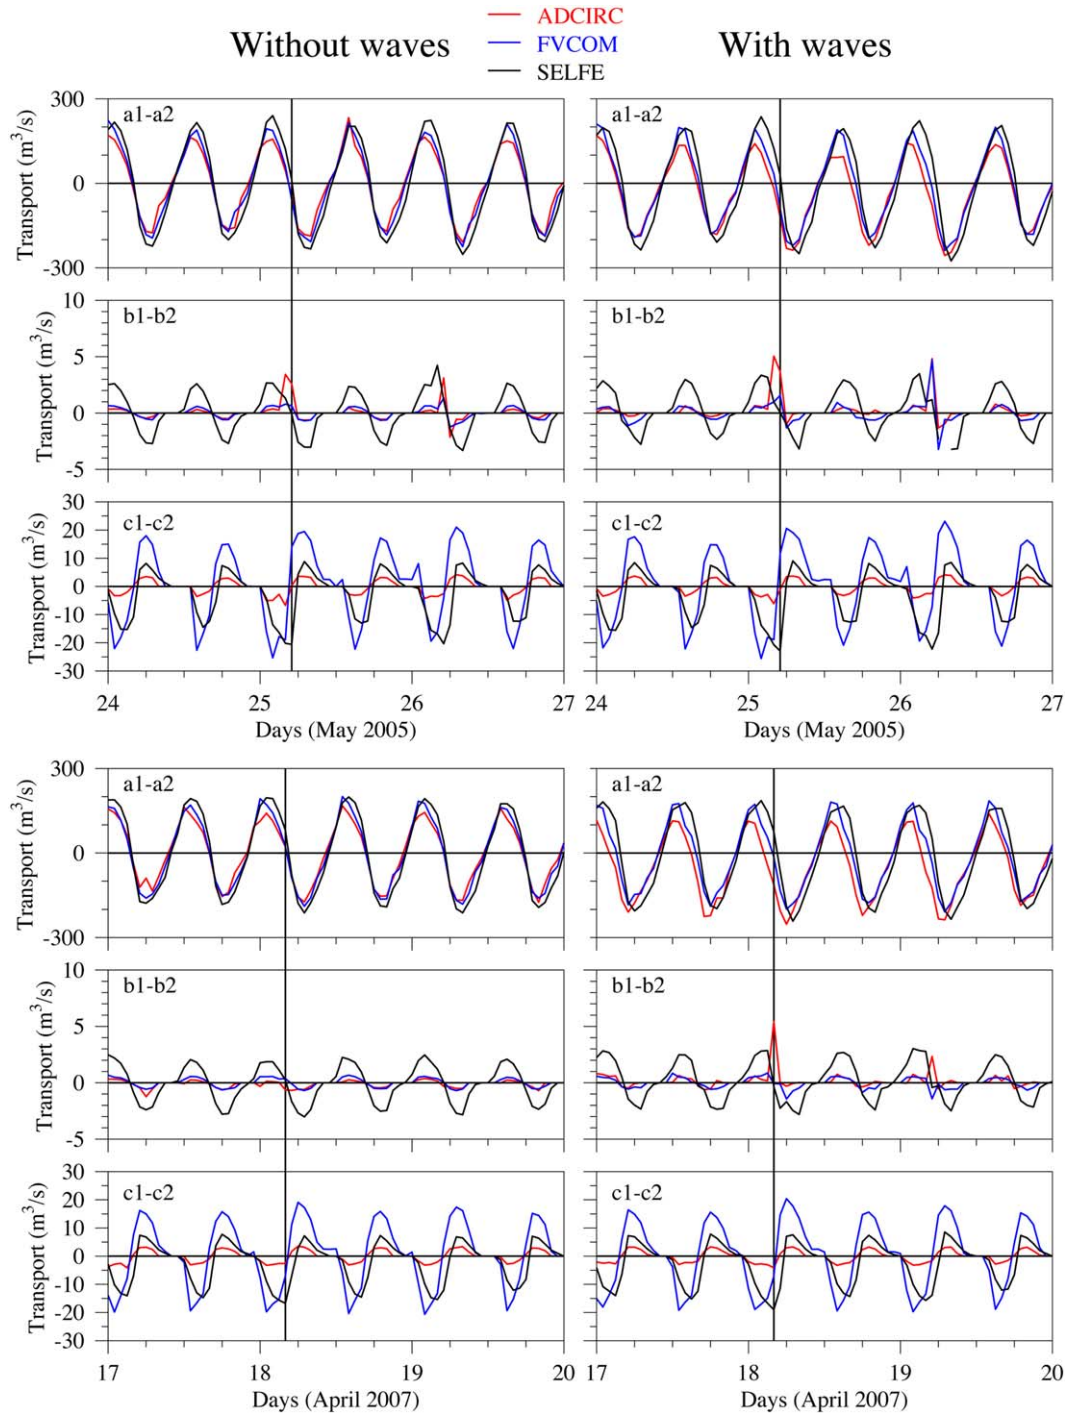 ADCIRC
Without waves
FVCOM
With waves
SELFE
300
a1-a2
a1-a2
Transport (m³/s)
0
-300
10
b1-b2
b1-b2
Transport (m³/s)
5
0
-5
30
c1-c2
c1-c2
20
Transport (m³/s)
10
0
-10
-20
-30
24 25 26 27 24 25 26 27
Days (May 2005) Days (May 2005)
300
a1-a2
a1-a2
Transport (m³/s)
0
-300
10
b1-b2
b1-b2
Transport (m³/s)
5
0
-5
30
c1-c2
c1-c2
20
Transport (m³/s)
10
0
-10
-20
-30
17 18 19 20 17 18 19 20
Days (April 2007) Days (April 2007)